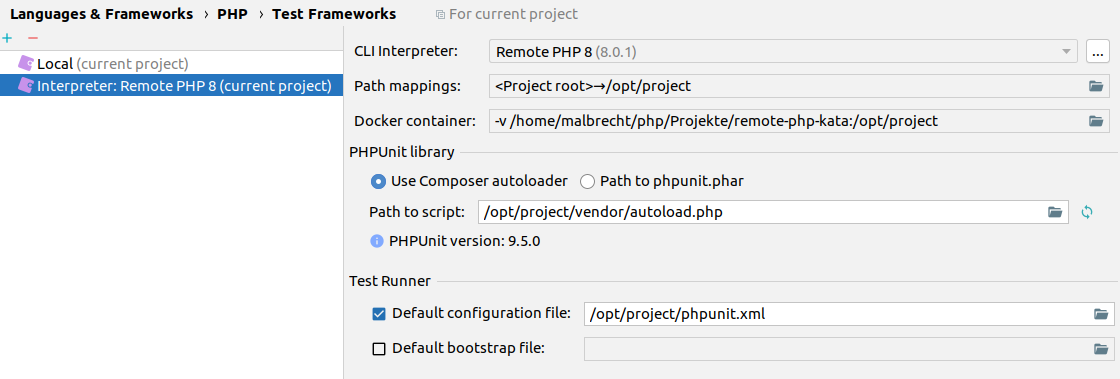 Languages & Frameworks › PHP › Test Frameworks For current project
+ −
Local (current project)
Interpreter: Remote PHP 8 (current project)
CLI Interpreter: Remote PHP 8 (8.0.1) ...
Path mappings: <Project root>→/opt/project
Docker container: -v /home/malbrecht/php/Projekte/remote-php-kata:/opt/project
PHPUnit library
Use Composer autoloader Path to phpunit.phar
Path to script: /opt/project/vendor/autoload.php
PHPUnit version: 9.5.0
Test Runner
Default configuration file: /opt/project/phpunit.xml
Default bootstrap file: